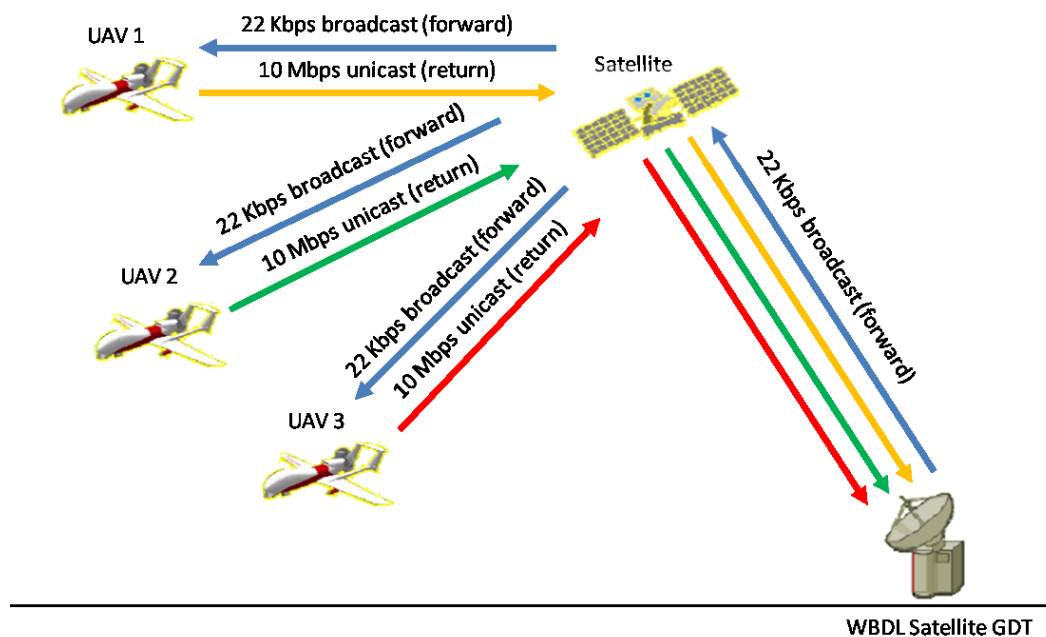 UAV 1
22 Kbps broadcast (forward)
10 Mbps unicast (return)
Satellite
22 Kbps broadcast (forward)
10 Mbps unicast (return)
UAV 2
22 Kbps broadcast (forward)
10 Mbps unicast (return)
UAV 3
22 Kbps broadcast (forward)
WBDL Satellite GDT